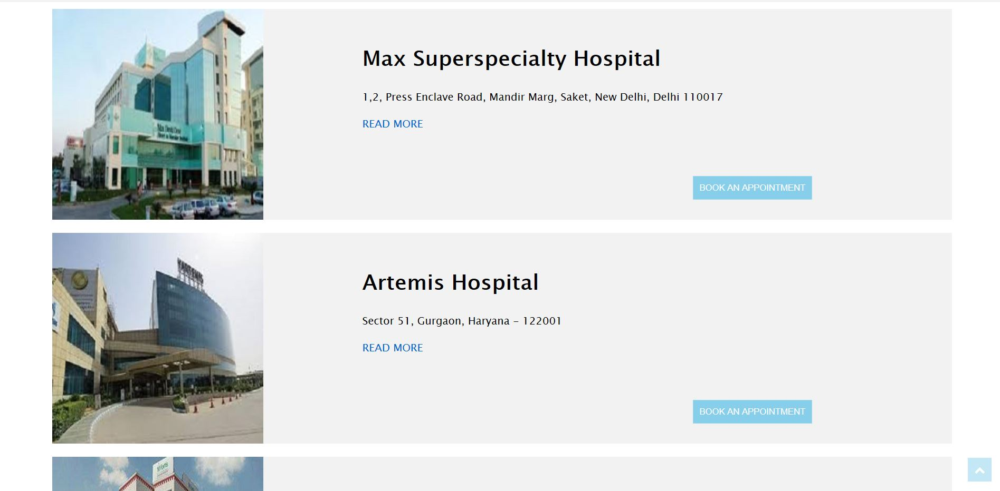 Max Superspecialty Hospital
1,2, Press Enclave Road, Mandir Marg, Saket, New Delhi, Delhi 110017
READ MORE
BOOK AN APPOINTMENT
Artemis Hospital
Sector 51, Gurgaon, Haryana – 122001
READ MORE
BOOK AN APPOINTMENT
Fortis